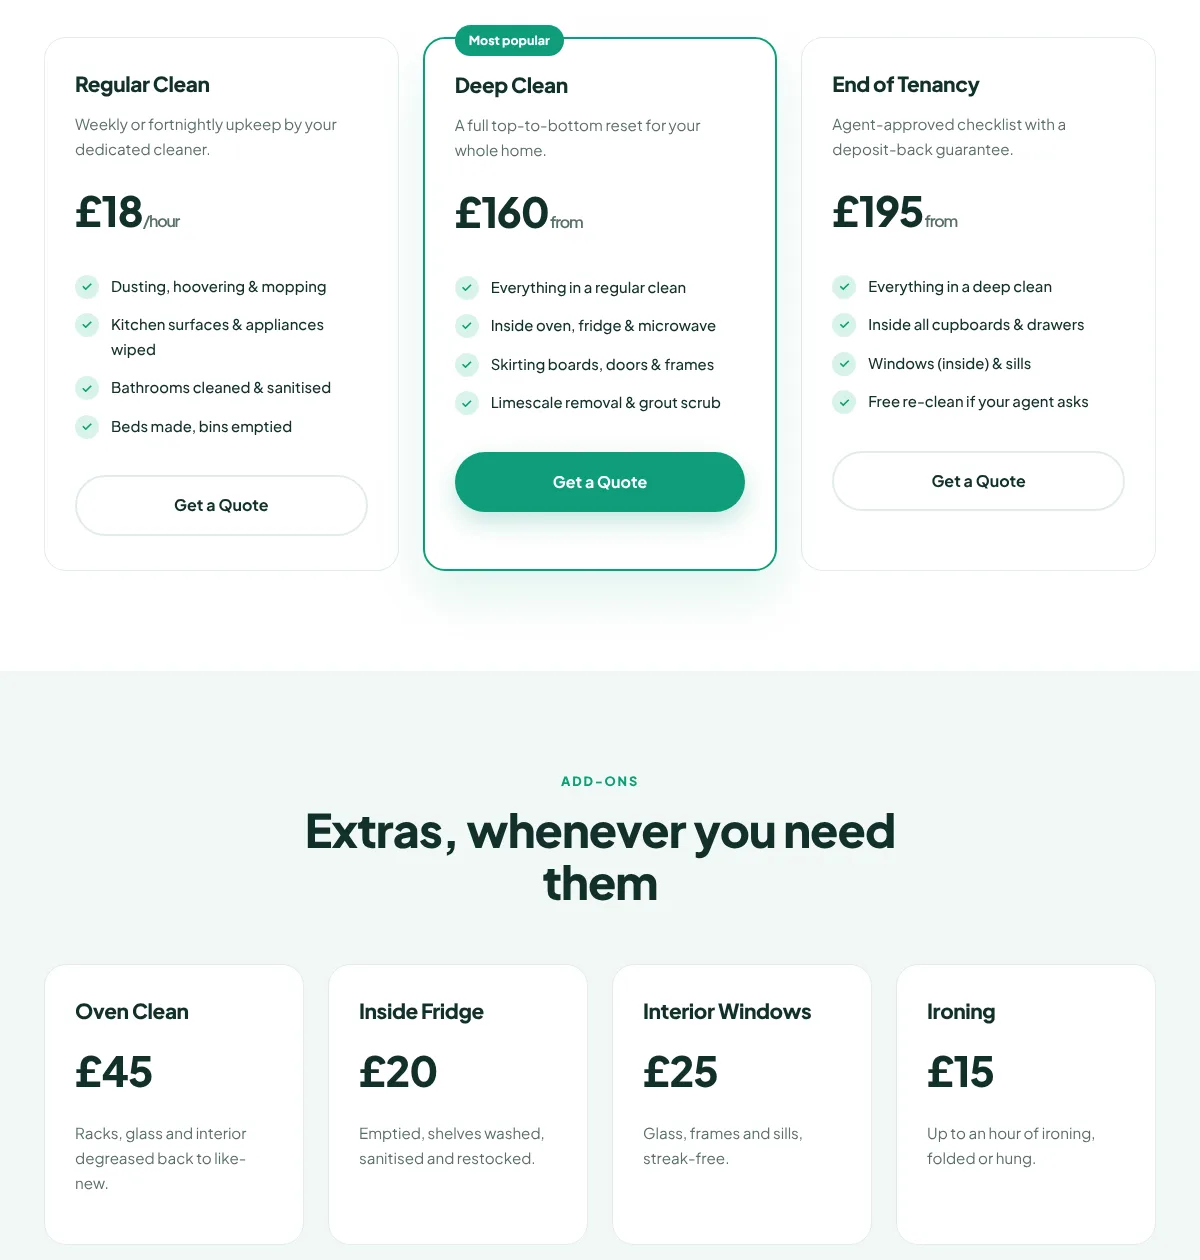 Regular Clean
Weekly or fortnightly upkeep by your
dedicated cleaner.
£18/hour
Dusting, hoovering & mopping
Kitchen surfaces & appliances
wiped
Bathrooms cleaned & sanitised
Beds made, bins emptied
Get a Quote
Most popular
Deep Clean
A full top-to-bottom reset for your
whole home.
£160 from
Everything in a regular clean
Inside oven, fridge & microwave
Skirting boards, doors & frames
Limescale removal & grout scrub
Get a Quote
End of Tenancy
Agent-approved checklist with a
deposit-back guarantee.
£195 from
Everything in a deep clean
Inside all cupboards & drawers
Windows (inside) & sills
Free re-clean if your agent asks
Get a Quote
ADD-ONS
Extras, whenever you need
them
Oven Clean
£45
Racks, glass and interior
degreased back to like-
new.
Inside Fridge
£20
Emptied, shelves washed,
sanitised and restocked.
Interior Windows
£25
Glass, frames and sills,
streak-free.
Ironing
£15
Up to an hour of ironing,
folded or hung.